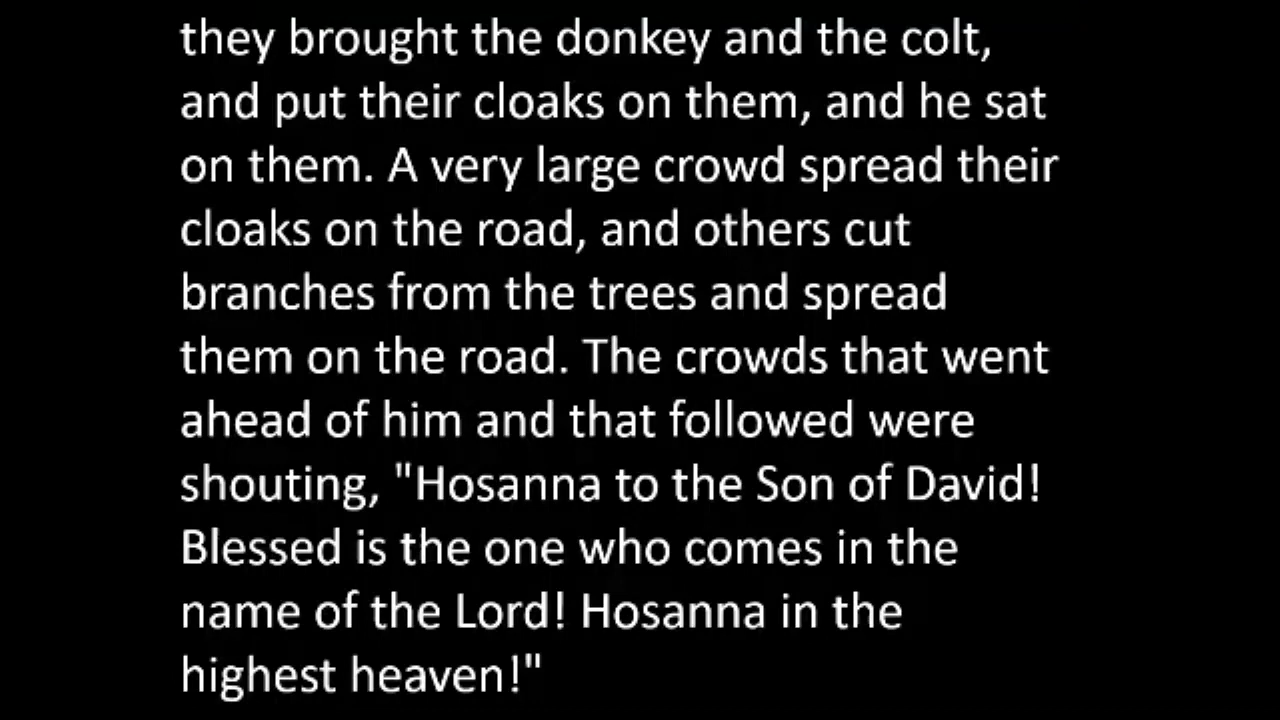 they brought the donkey and the colt,
and put their cloaks on them, and he sat
on them. A very large crowd spread their
cloaks on the road, and others cut
branches from the trees and spread
them on the road. The crowds that went
ahead of him and that followed were
shouting, "Hosanna to the Son of David!
Blessed is the one who comes in the
name of the Lord! Hosanna in the
highest heaven!"